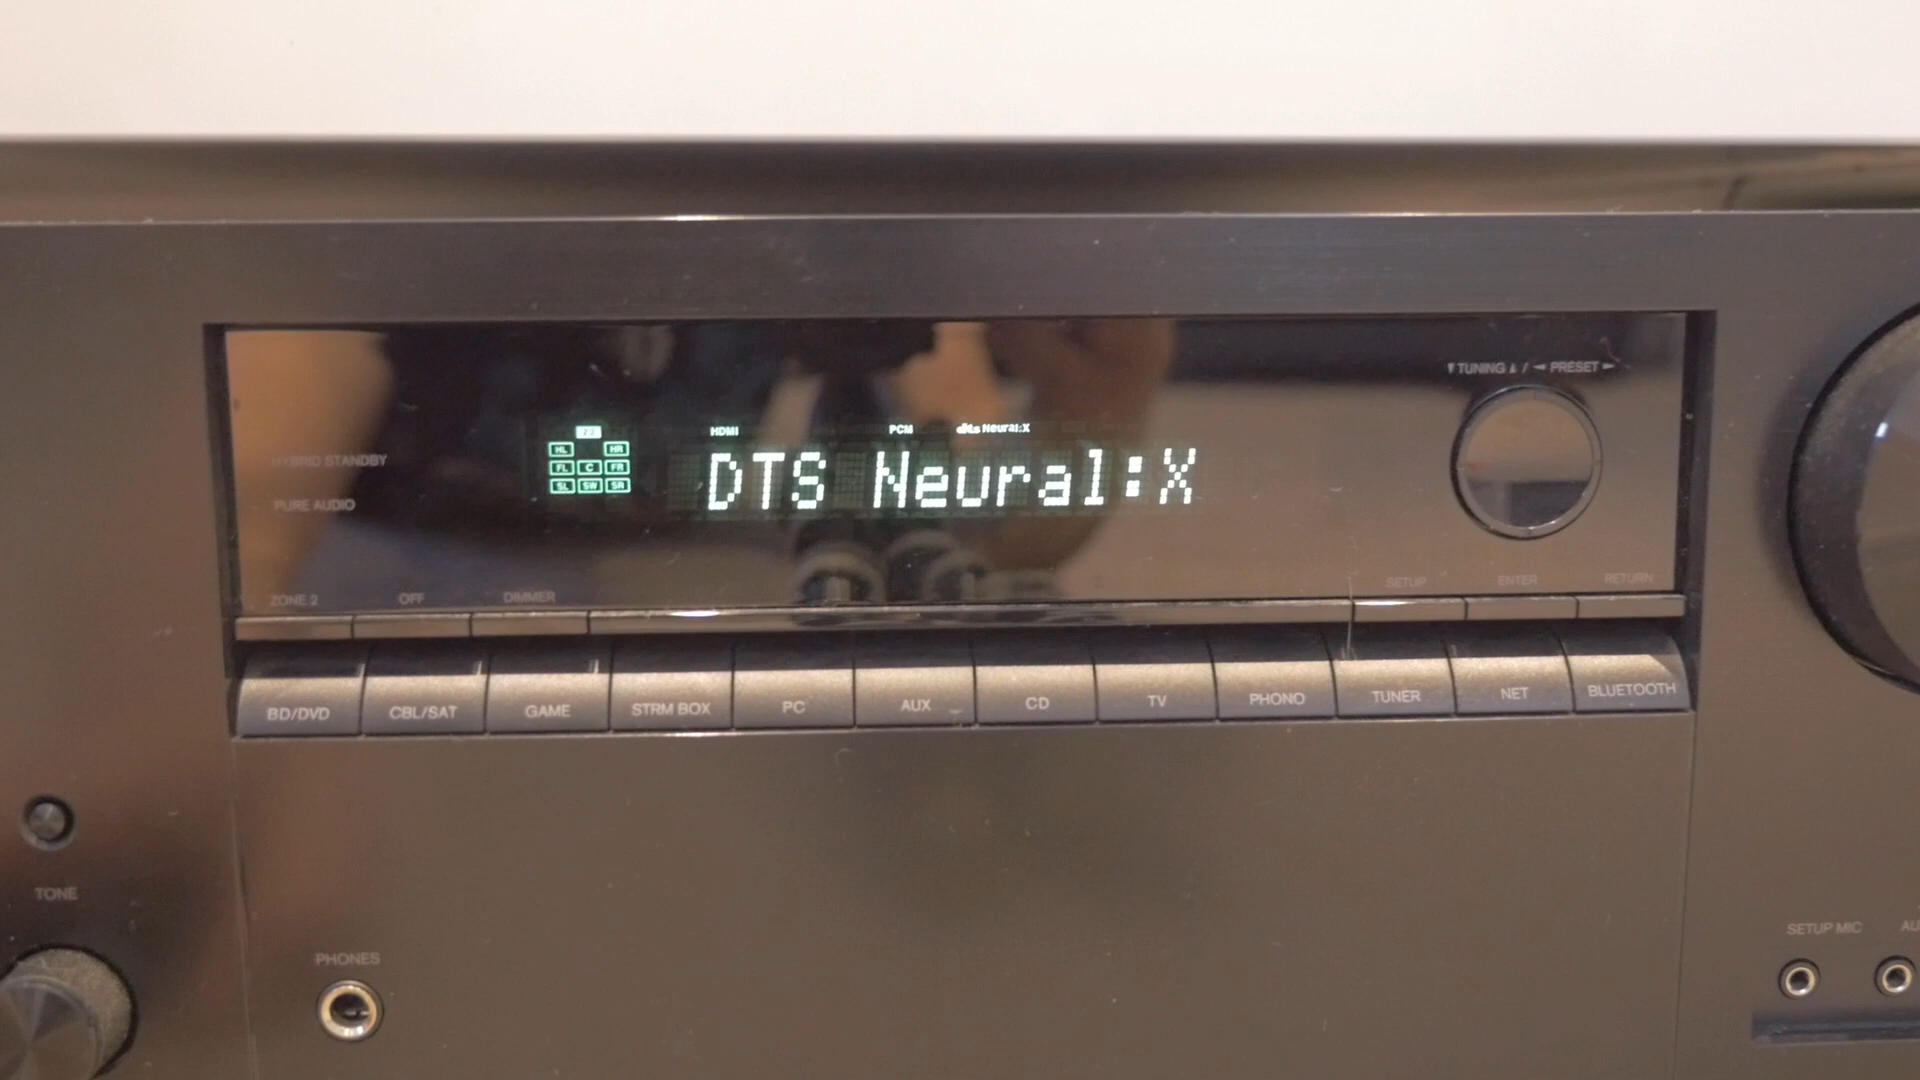 ▼ TUNING ▲ / ◄ PRESET ►
HDMI PCM dts Neural:X
HL HR
FL C FR
SL SW SR
DTS Neural:X
HYBRID STANDBY
PURE AUDIO
ZONE 2 OFF DIMMER SETUP ENTER RETURN
BD/DVD CBL/SAT GAME STRM BOX PC AUX CD TV PHONO TUNER NET BLUETOOTH
TONE
PHONES
SETUP MIC AU